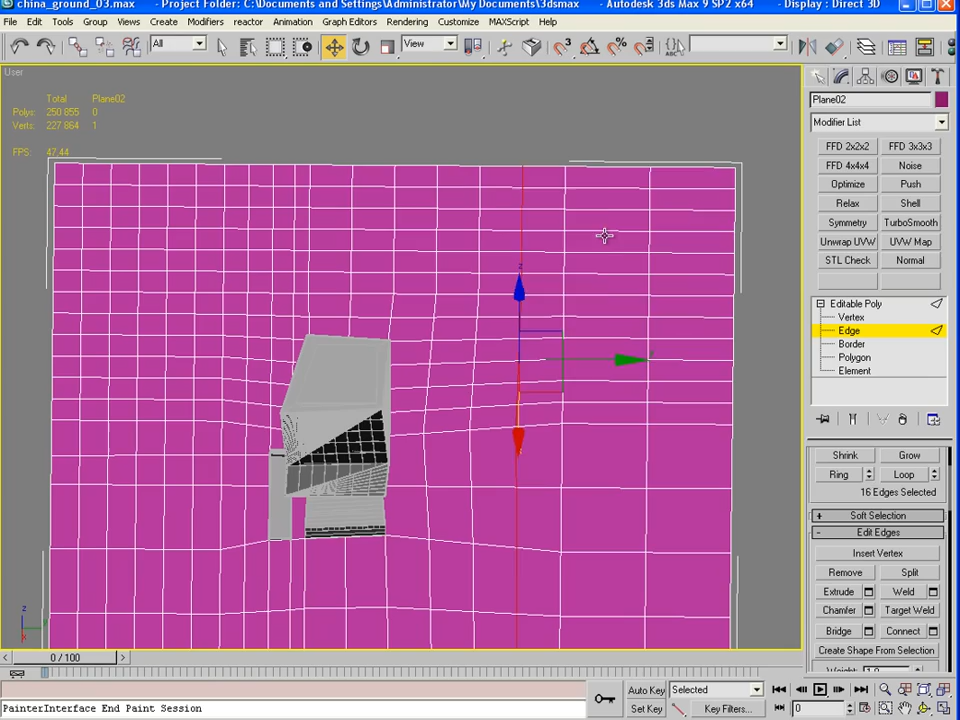 china_ground_03.max - Project Folder: C:\Documents and Settings\Administrator\My Documents\3dsmax - Autodesk 3ds Max 9 SP2 x64 - Display : Direct 3D
File Edit Tools Group Views Create Modifiers reactor Animation Graph Editors Rendering Customize MAXScript Help
All View
User
Total Plane02
Polys: 250 855 0
Verts: 227 864 1
FPS: 47.44
Plane02
Modifier List
FFD 2x2x2 FFD 3x3x3
FFD 4x4x4 Noise
Optimize Push
Relax Shell
Symmetry TurboSmooth
Unwrap UVW UVW Map
STL Check Normal
Editable Poly
Vertex
Edge
Border
Polygon
Element
Shrink Grow
Ring Loop
16 Edges Selected
+ Soft Selection
- Edit Edges
Insert Vertex
Remove Split
Extrude Weld
Chamfer Target Weld
Bridge Connect
Create Shape From Selection
Weight: 1.0
z
z
y
x
0 / 100
Auto Key Selected
Set Key Key Filters... 0
PainterInterface End Paint Session